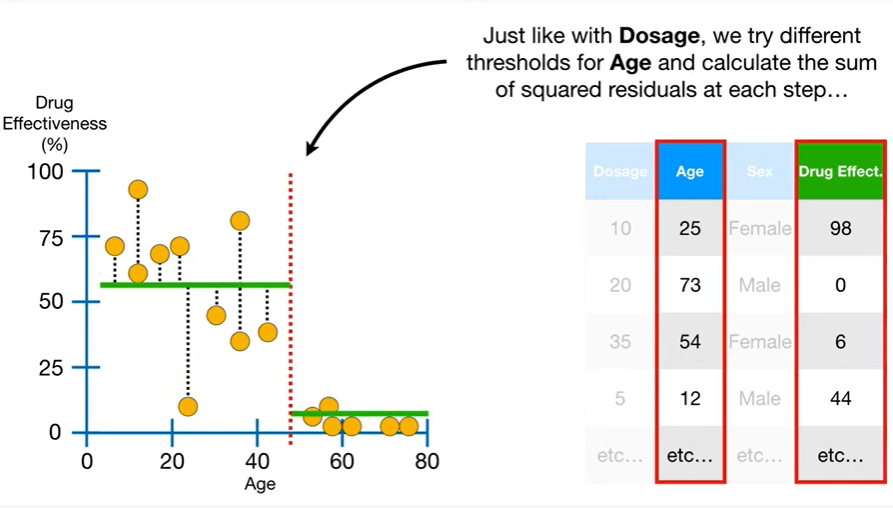 Just like with Dosage, we try different
thresholds for Age and calculate the sum
of squared residuals at each step…
Drug
Effectiveness
(%)
100
75
50
25
0
0 20 40 60 80
Age
Dosage Age Sex Drug Effect.
10 25 Female 98
20 73 Male 0
35 54 Female 6
5 12 Male 44
etc… etc… etc… etc…